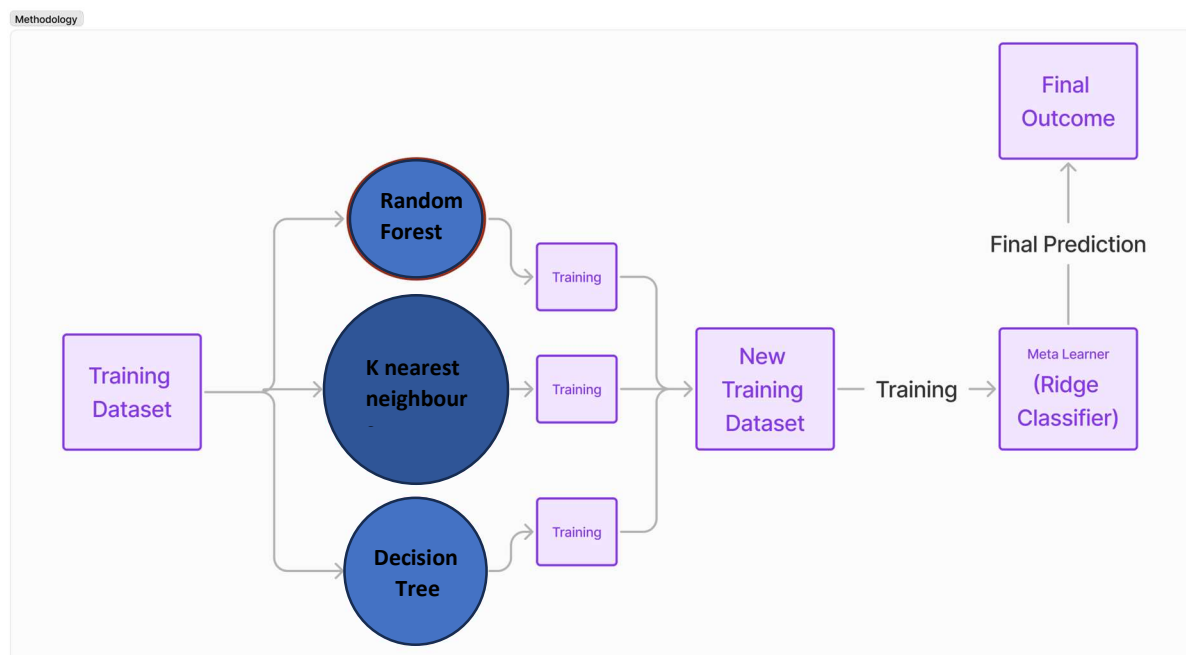 Methodology
Final
Outcome
Random
Forest
Training
Final Prediction
K nearest
neighbour
Training
Dataset
Training
New
Training
Dataset
Training
Meta Learner
(Ridge
Classifier)
Decision
Tree
Training